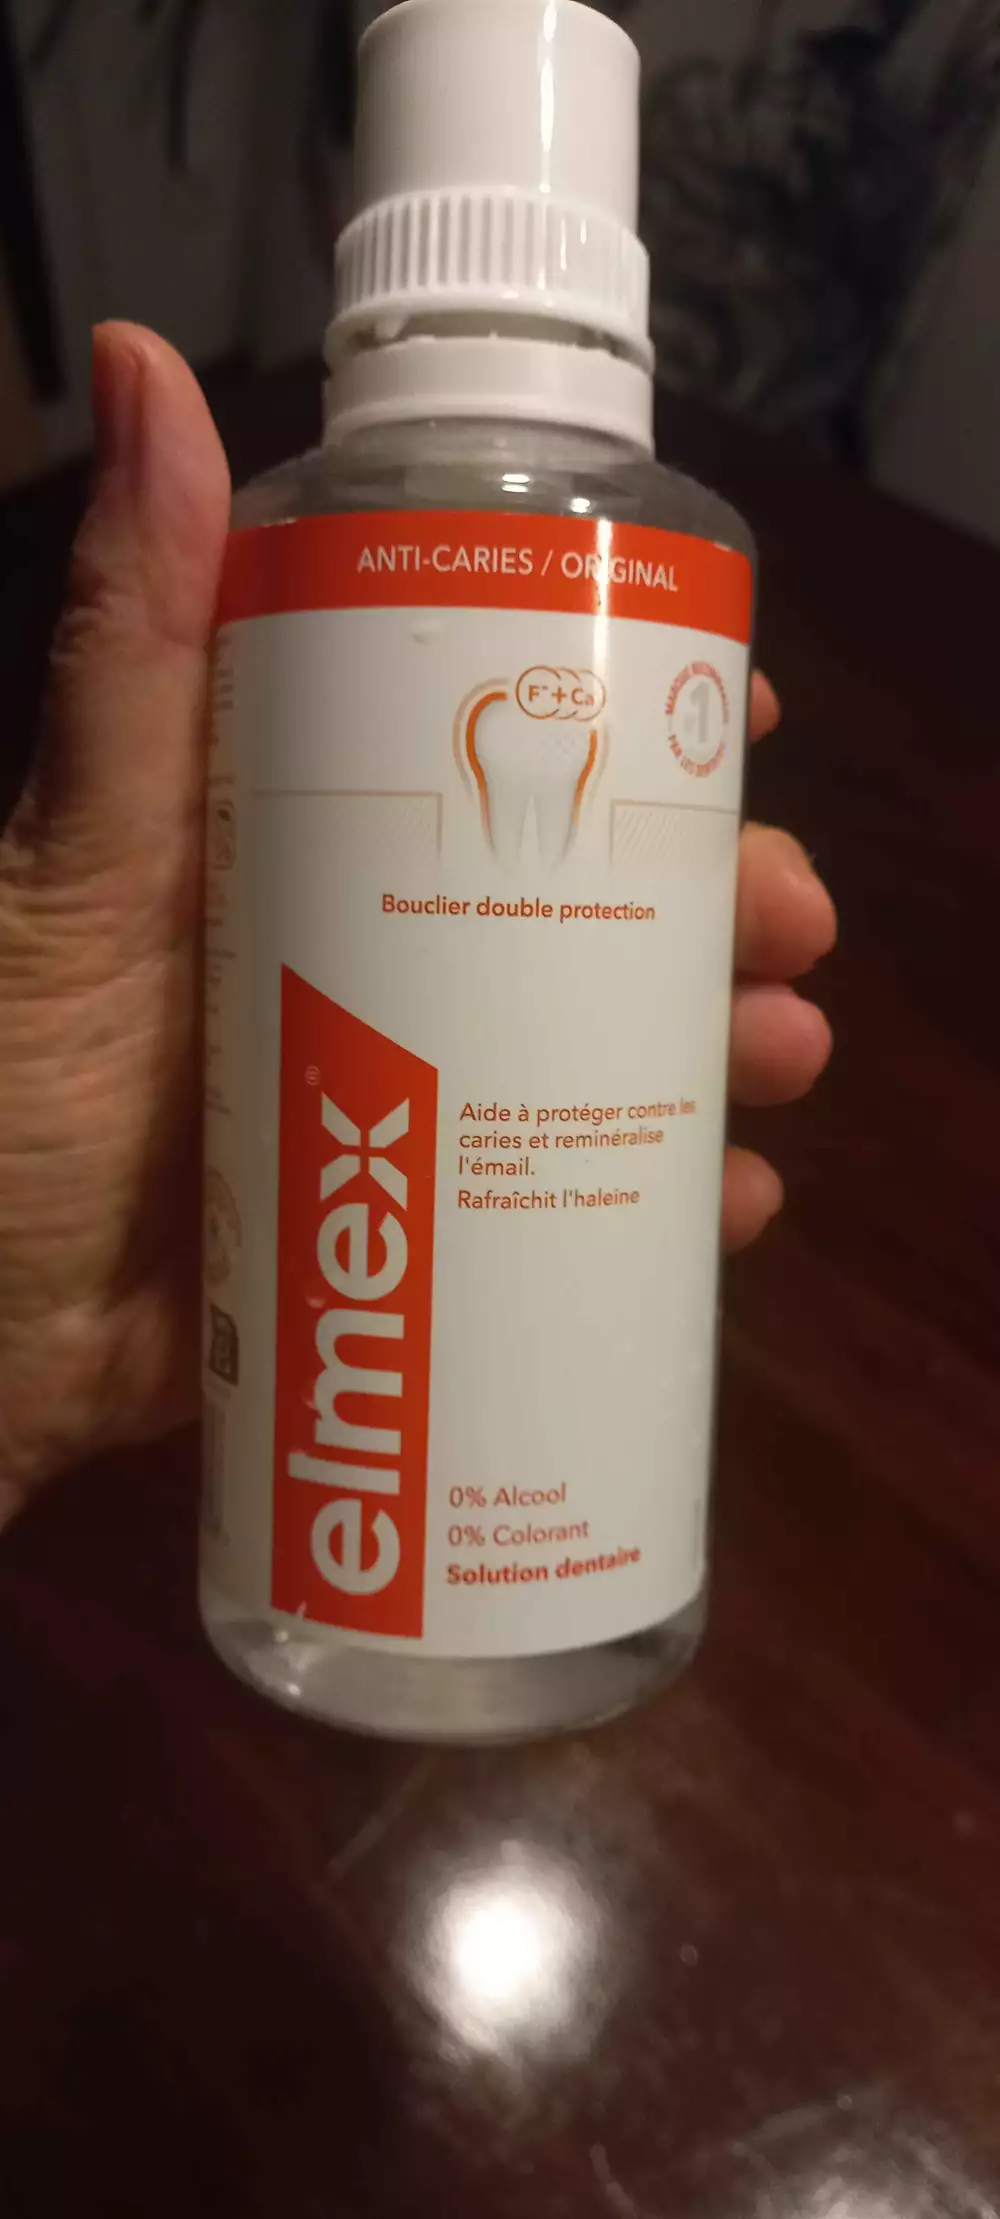 ANTI-CARIES / ORIGINAL
F⁻+Ca
1
Bouclier double protection
elmex®
Aide à protéger contre les
caries et reminéralise
l'émail.
Rafraîchit l'haleine
0% Alcool
0% Colorant
Solution dentaire